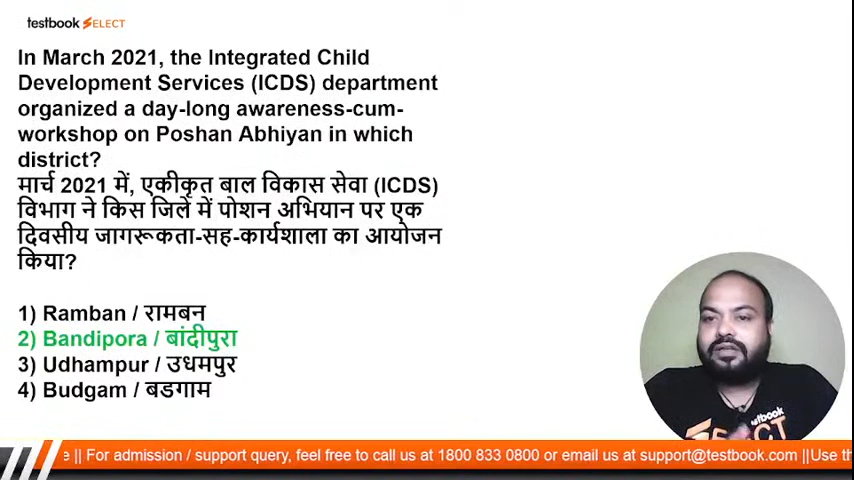 testbook SELECT
In March 2021, the Integrated Child
Development Services (ICDS) department
organized a day-long awareness-cum-
workshop on Poshan Abhiyan in which
district?
मार्च 2021 में, एकीकृत बाल विकास सेवा (ICDS)
विभाग ने किस जिले में पोशन अभियान पर एक
दिवसीय जागरूकता-सह-कार्यशाला का आयोजन
किया?
1) Ramban / रामबन
2) Bandipora / बांदीपुरा
3) Udhampur / उधमपुर
4) Budgam / बडगाम
testbook
e || For admission / support query, feel free to call us at 1800 833 0800 or email us at support@testbook.com ||Use th